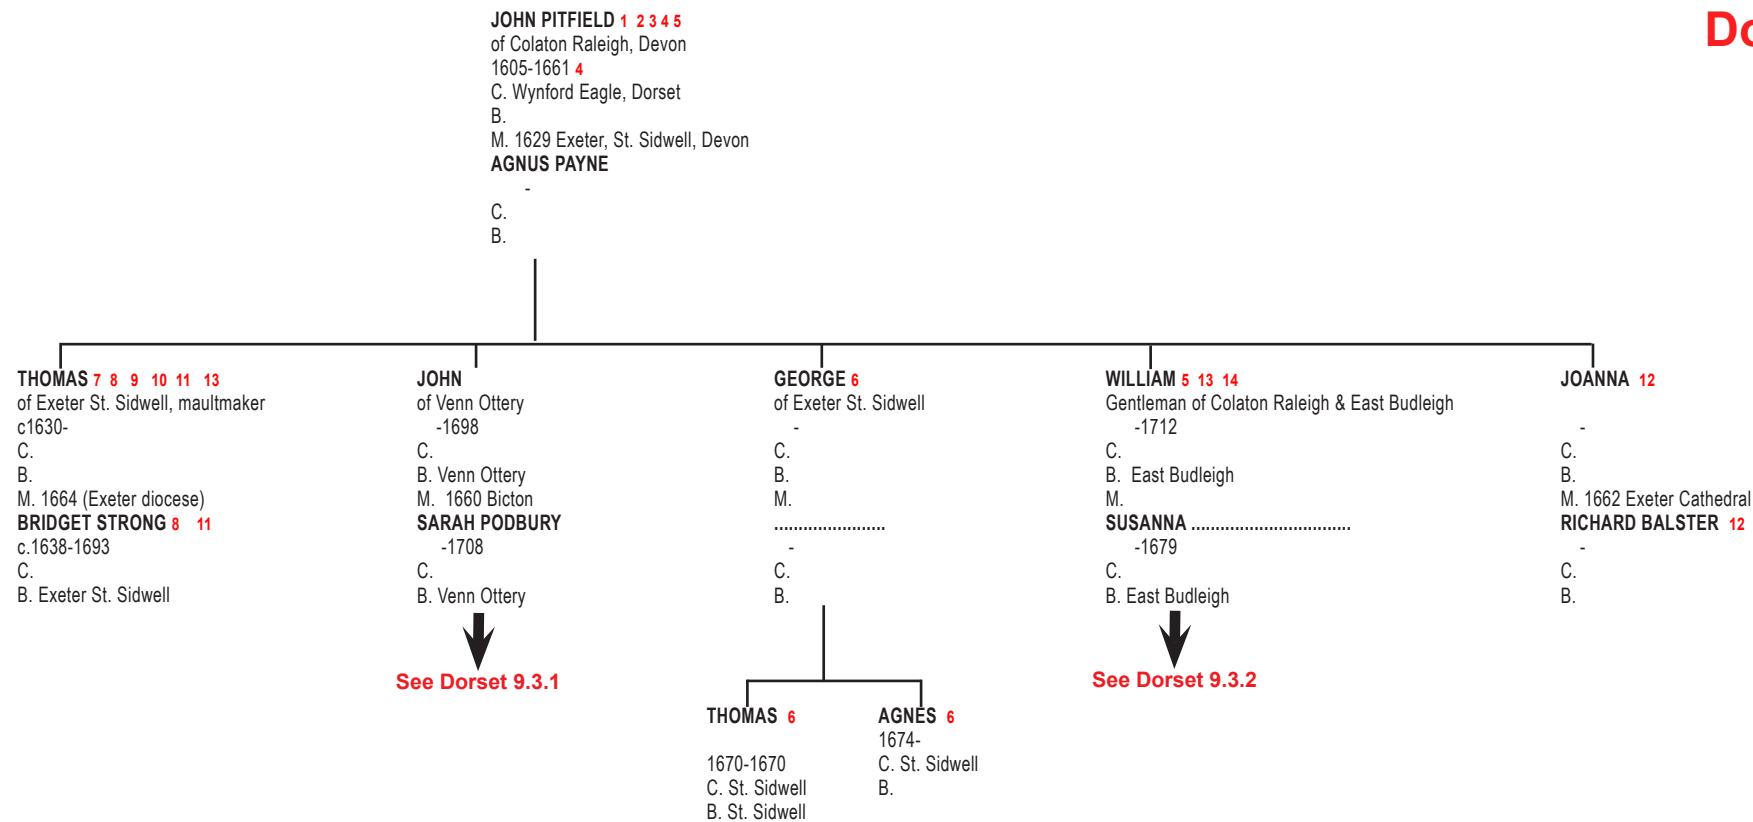 Do
JOHN PITFIELD 1 2 3 4 5
of Colaton Raleigh, Devon
1605-1661 4
C. Wynford Eagle, Dorset
B.
M. 1629 Exeter, St. Sidwell, Devon
AGNUS PAYNE
-
C.
B.
THOMAS 7 8 9 10 11 13
of Exeter St. Sidwell, maultmaker
c1630-
C.
B.
M. 1664 (Exeter diocese)
BRIDGET STRONG 8 11
c.1638-1693
C.
B. Exeter St. Sidwell
JOHN
of Venn Ottery
-1698
C.
B. Venn Ottery
M. 1660 Bicton
SARAH PODBURY
-1708
C.
B. Venn Ottery
See Dorset 9.3.1
GEORGE 6
of Exeter St. Sidwell
-
C.
B.
M.
.......................
-
C.
B.
WILLIAM 5 13 14
Gentleman of Colaton Raleigh & East Budleigh
-1712
C.
B. East Budleigh
M.
SUSANNA .................................
-1679
C.
B. East Budleigh
See Dorset 9.3.2
JOANNA 12
-
C.
B.
M. 1662 Exeter Cathedral
RICHARD BALSTER 12
-
C.
B.
THOMAS 6
1670-1670
C. St. Sidwell
B. St. Sidwell
AGNES 6
1674-
C. St. Sidwell
B.